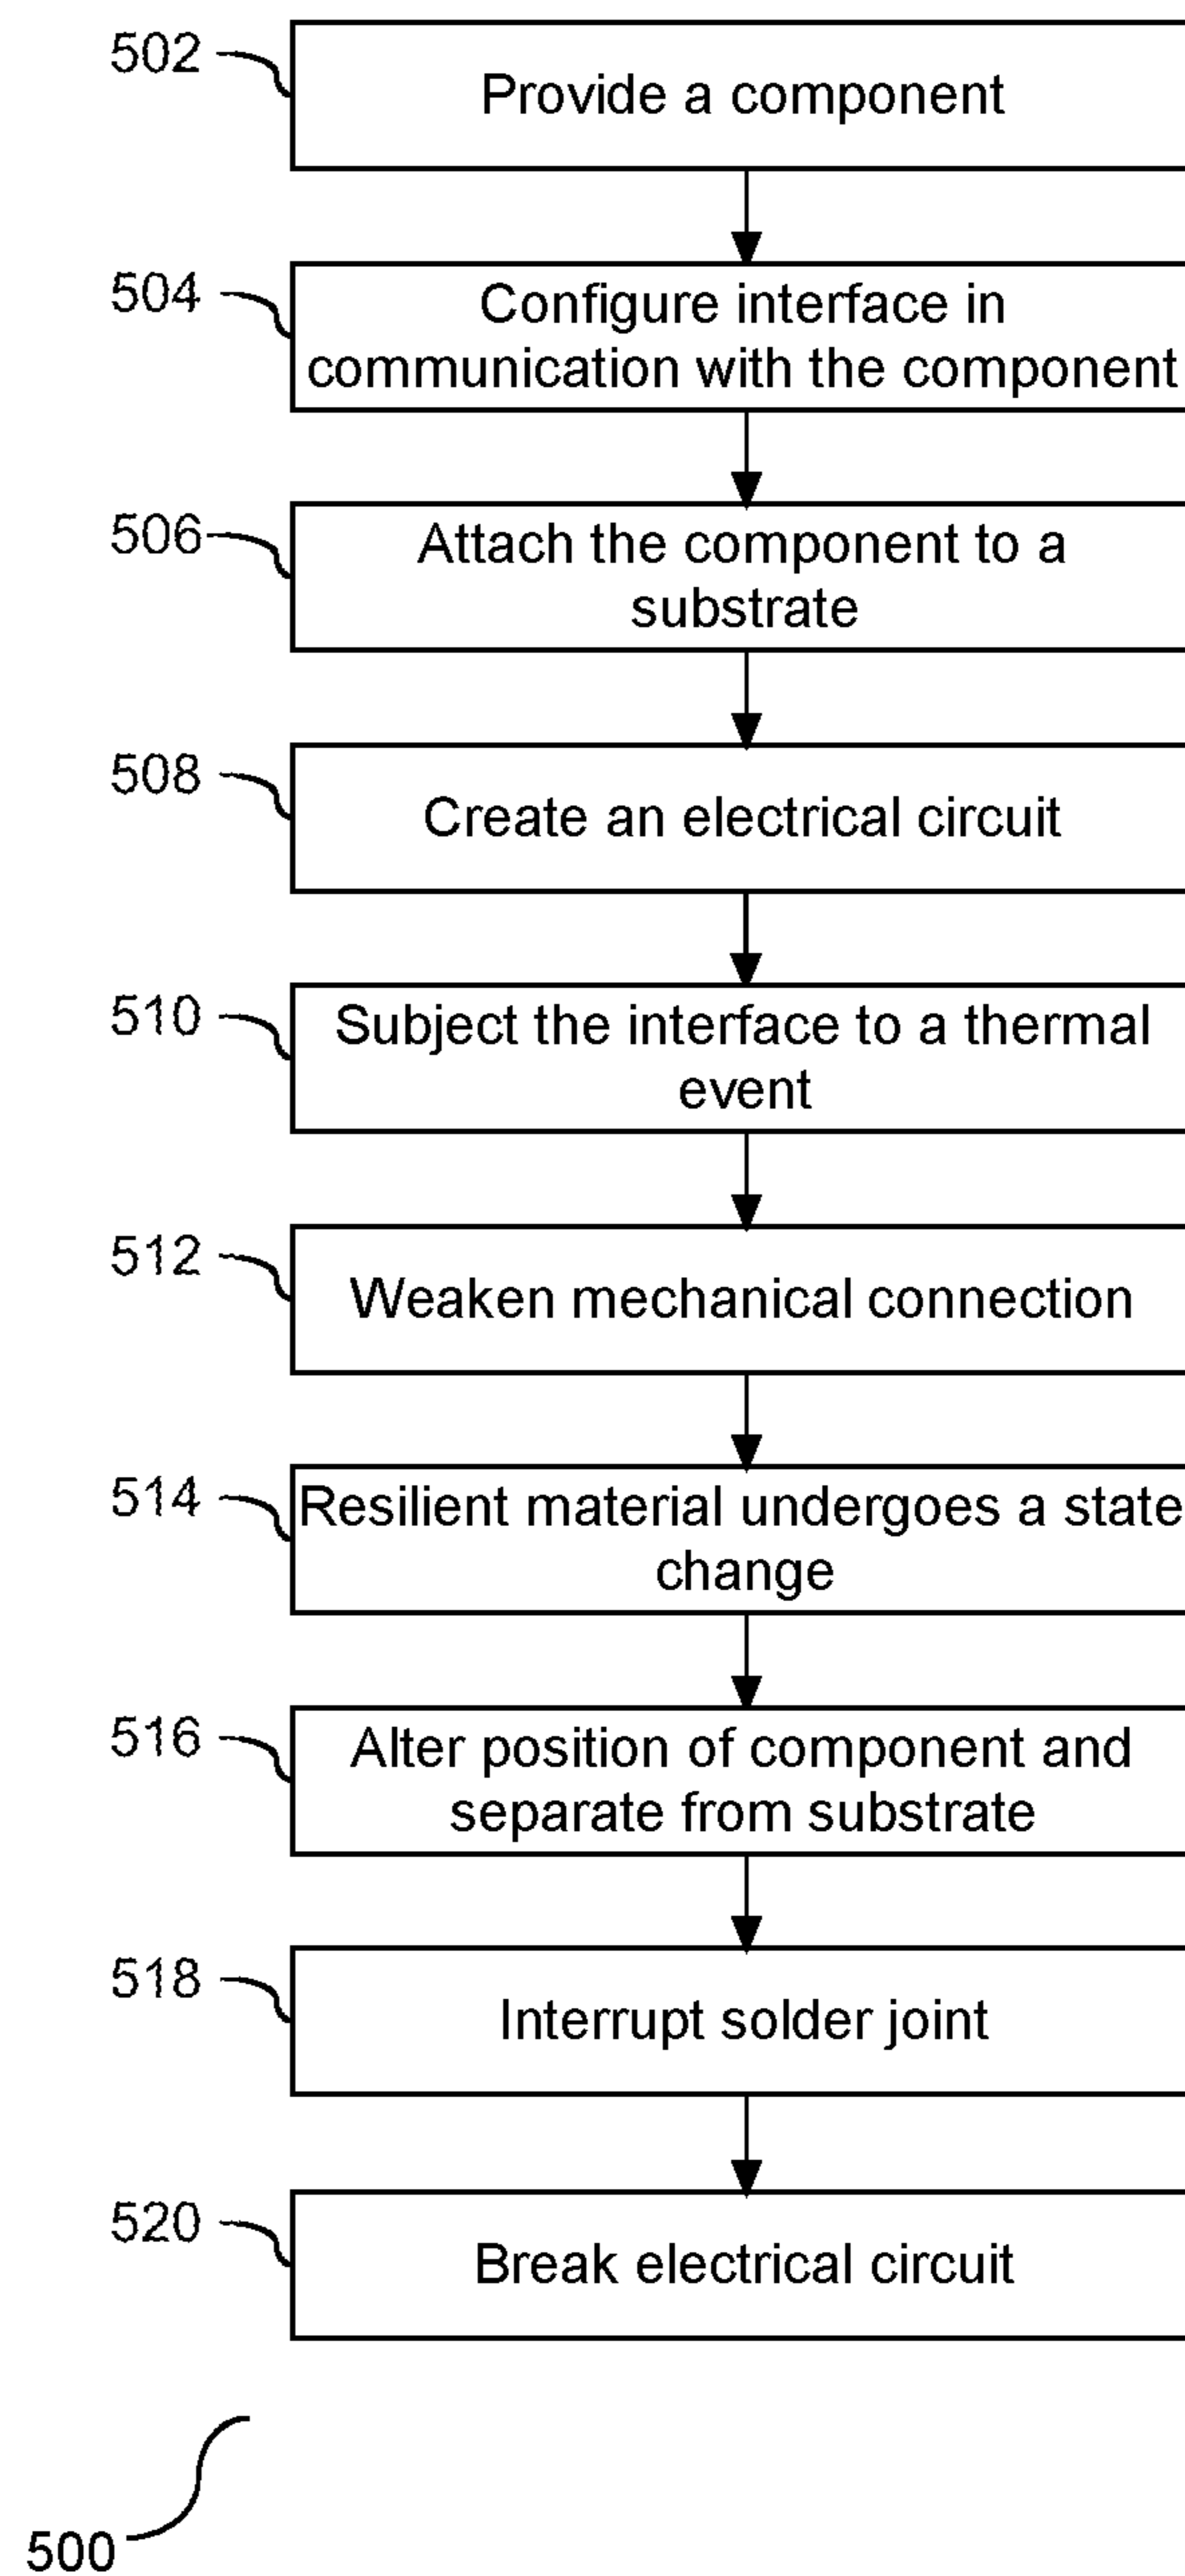 502
Provide a component
504
Configure interface in
communication with the component
506
Attach the component to a
substrate
508
Create an electrical circuit
510
Subject the interface to a thermal
event
512
Weaken mechanical connection
514
Resilient material undergoes a state
change
516
Alter position of component and
separate from substrate
518
Interrupt solder joint
520
Break electrical circuit
500